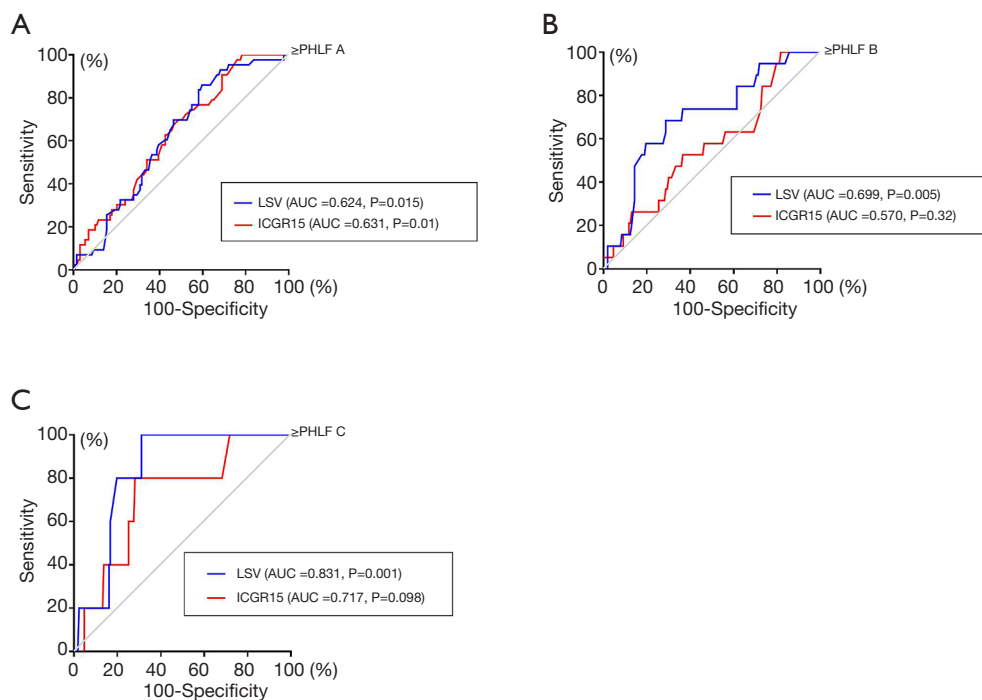 A
(%)
≥PHLF A
100
80
60
40
20
0
Sensitivity
LSV (AUC =0.624, P=0.015)
ICGR15 (AUC =0.631, P=0.01)
0 20 40 60 80 100 (%)
100-Specificity
B
(%)
≥PHLF B
100
80
60
40
20
0
Sensitivity
LSV (AUC =0.699, P=0.005)
ICGR15 (AUC =0.570, P=0.32)
0 20 40 60 80 100 (%)
100-Specificity
C
(%)
≥PHLF C
100
80
60
40
20
0
Sensitivity
LSV (AUC =0.831, P=0.001)
ICGR15 (AUC =0.717, P=0.098)
0 20 40 60 80 100 (%)
100-Specificity